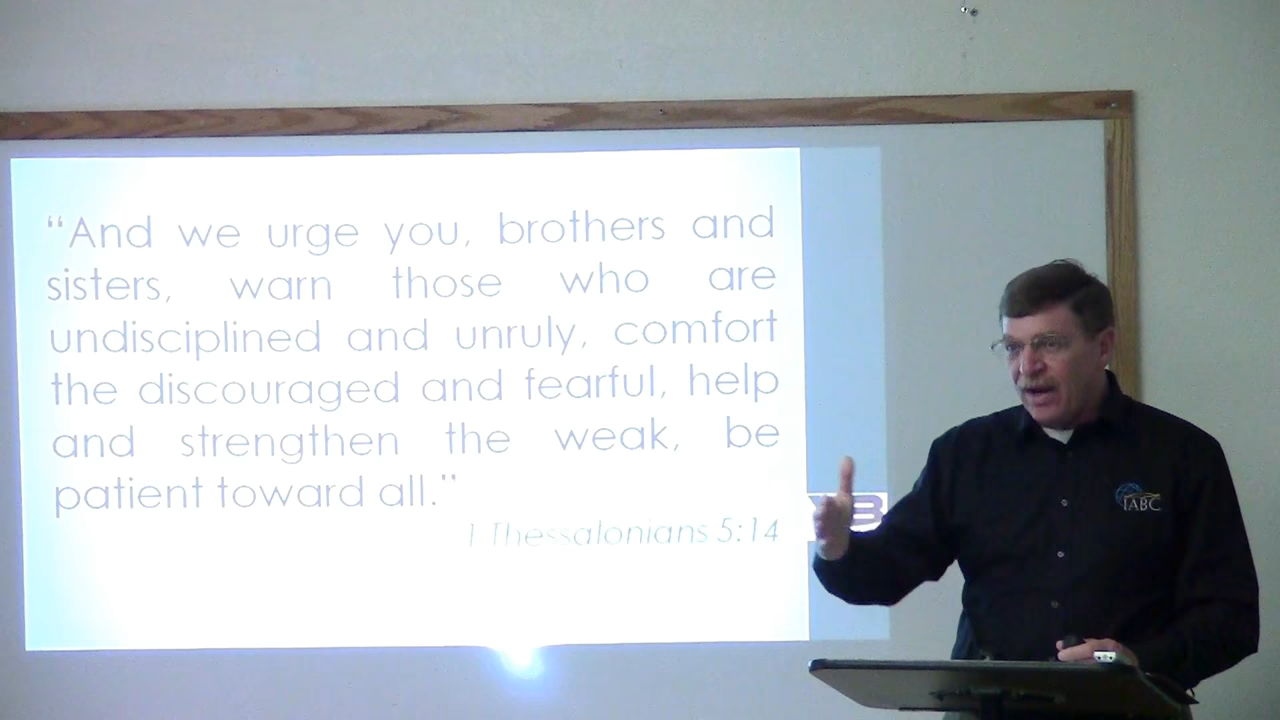 “And we urge you, brothers and
sisters, warn those who are
undisciplined and unruly, comfort
the discouraged and fearful, help
and strengthen the weak, be
patient toward all.”
1 Thessalonians 5:14
IABC